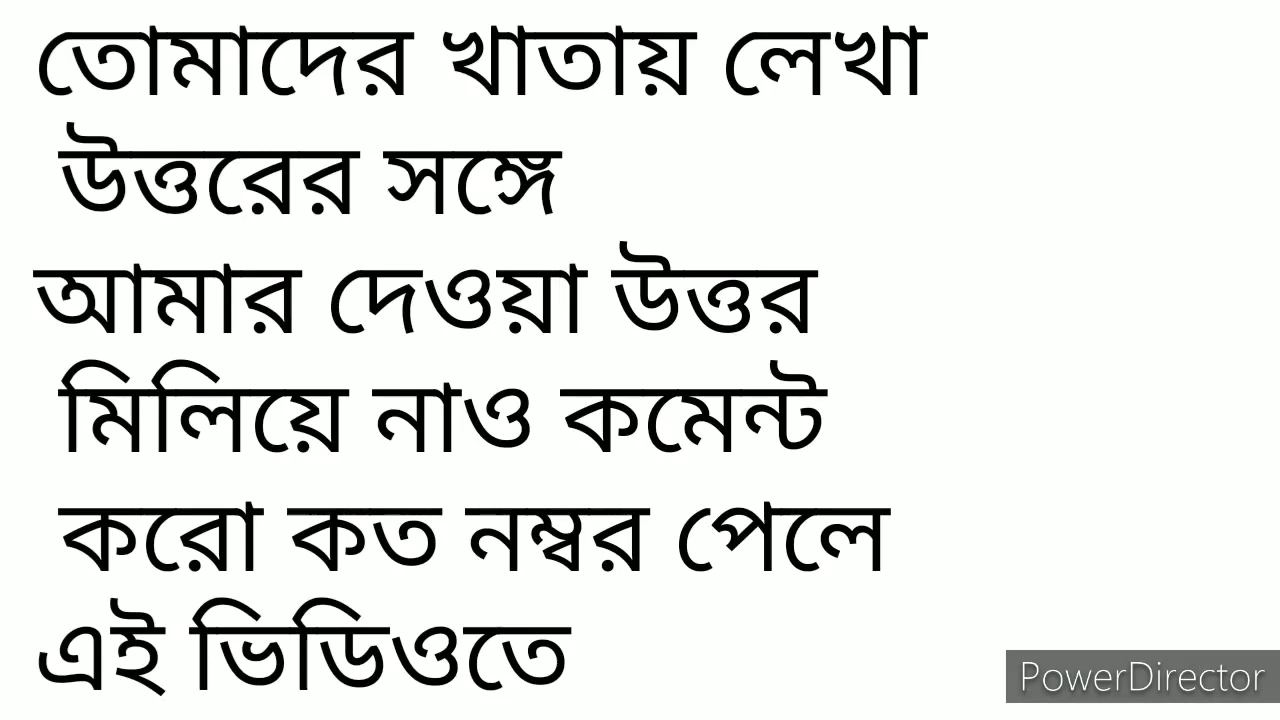 তোমাদের খাতায় লেখা
উত্তরের সঙ্গে
আমার দেওয়া উত্তর
মিলিয়ে নাও কমেন্ট
করো কত নম্বর পেলে
এই ভিডিওতে
PowerDirector